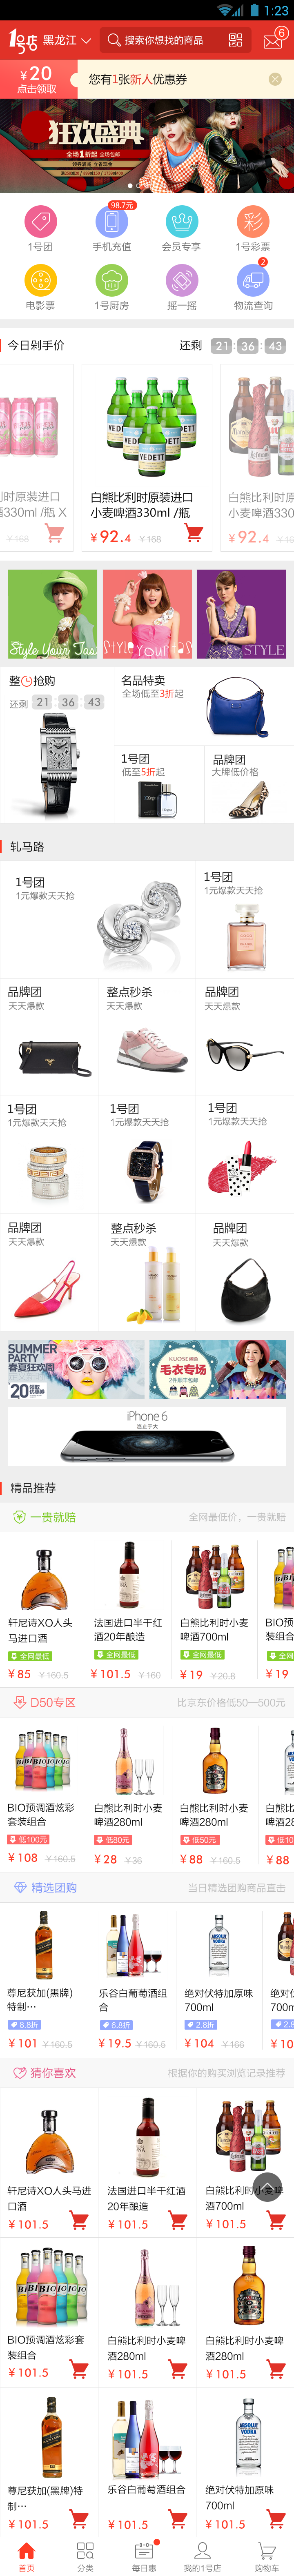 1:23
1号店 黑龙江 搜索你想找的商品 6
¥20 点击领取 您有1张新人优惠券
狂欢盛典
全场1折起 全场包邮
1号团 手机充值 会员专享 1号彩票
98.7元
彩
电影票 1号厨房 摇一摇 物流查询
2
今日剁手价 还剩 21:36:43
时原装进口 白熊比利时原装进口 白熊比利时原
330ml /瓶 X 小麦啤酒330ml /瓶 小麦啤酒330
¥168 ¥92.4 ¥168 ¥92.4
Style Your Tas STYLE
整 抢购 名品特卖
还剩 21 36 43 全场低至3折起
1号团 品牌团
低至5折起 大牌低价格
轧马路
1号团 1号团
1元爆款天天抢 1元爆款天天抢
品牌团 整点秒杀 品牌团
天天爆款 天天爆款 天天爆款
1号团 1号团 1号团
1元爆款天天抢 1元爆款天天抢 1元爆款天天抢
品牌团 整点秒杀 品牌团
天天爆款 天天爆款 天天爆款
SUMMER PARTY
春夏狂欢周
20
KUOSE 阔色
毛衣专场
iPhone 6
岂止于大
精品推荐
一贵就赔 全网最低价，一贵就赔
轩尼诗XO人头 法国进口半干红 白熊比利时小麦 BIO预
马进口酒 酒20年酿造 啤酒700ml 装组合
全网最低 全网最低 全网最低 全网
¥85 ¥160.5 ¥101.5 ¥160 ¥19 ¥20.8 ¥19
D50专区 比京东价格低50—500元
BIO预调酒炫彩 白熊比利时小麦 白熊比利时小麦 白熊比
套装组合 啤酒280ml 啤酒280ml 啤酒28
低100元 低80元 低50元 低10
¥108 ¥160.5 ¥28 ¥36 ¥88 ¥160.5 ¥88
精选团购 当日精选团购商品直击
尊尼获加(黑牌) 乐谷白葡萄酒组 绝对伏特加原味
特制… 合 700ml 700m
8.8折 6.8折 2.8折 2.8
¥101 ¥160.5 ¥19.5 ¥160.5 ¥104 ¥166 ¥10
猜你喜欢 根据你的购买浏览记录推荐
轩尼诗XO人头马进 法国进口半干红酒 白熊比利时小麦啤
口酒 20年酿造 酒700ml
¥101.5 ¥101.5 ¥101.5
BIO预调酒炫彩套 白熊比利时小麦啤 白熊比利时小麦啤
装组合 酒280ml 酒280ml
¥101.5 ¥101.5 ¥101.5
尊尼获加(黑牌)特 乐谷白葡萄酒组合 绝对伏特加原味
制… 700ml
¥101.5 ¥101.5 ¥101.5
首页 分类 每日惠 我的1号店 购物车